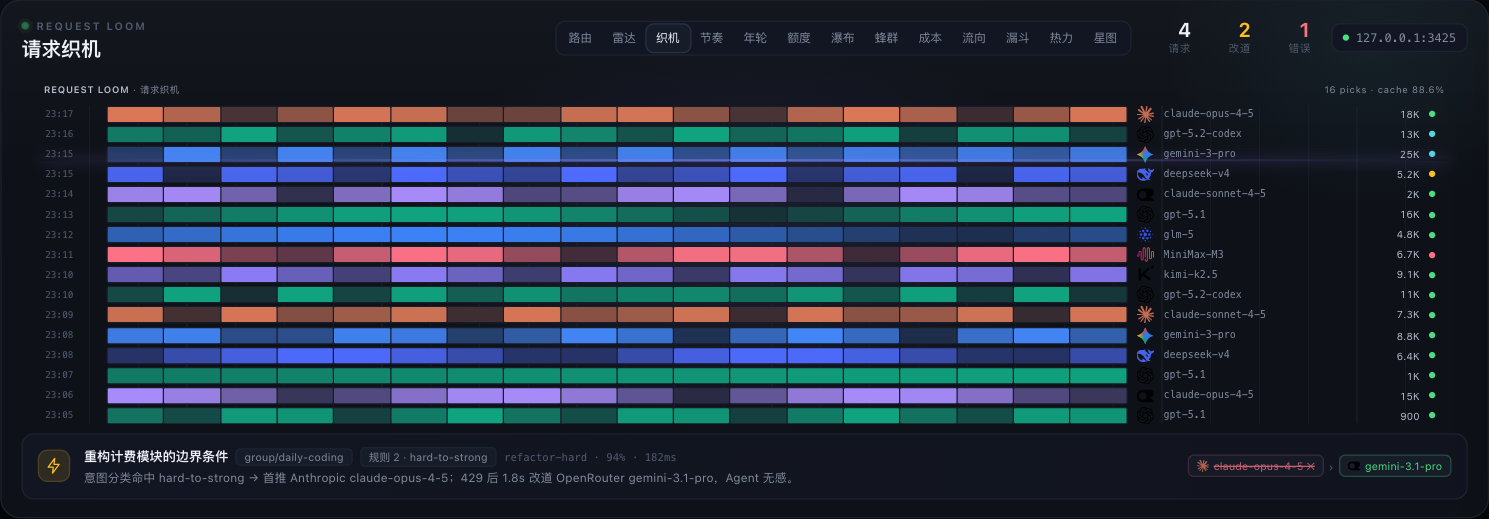 REQUEST LOOM
请求织机
路由 雷达 织机 节奏 年轮 额度 瀑布 蜂群 成本 流向 漏斗 热力 星图
4 请求
2 改道
1 错误
127.0.0.1:3425
REQUEST LOOM · 请求织机
16 picks · cache 88.6%
23:17 claude-opus-4-5 18K
23:16 gpt-5.2-codex 13K
23:15 gemini-3-pro 25K
23:15 deepseek-v4 5.2K
23:14 claude-sonnet-4-5 2K
23:13 gpt-5.1 16K
23:12 glm-5 4.8K
23:11 MiniMax-M3 6.7K
23:10 kimi-k2.5 9.1K
23:10 gpt-5.2-codex 11K
23:09 claude-sonnet-4-5 7.3K
23:08 gemini-3-pro 8.8K
23:08 deepseek-v4 6.4K
23:07 gpt-5.1 1K
23:06 claude-opus-4-5 15K
23:05 gpt-5.1 900
重构计费模块的边界条件 group/daily-coding 规则 2 · hard-to-strong refactor-hard · 94% · 182ms
意图分类命中 hard-to-strong → 首推 Anthropic claude-opus-4-5；429 后 1.8s 改道 OpenRouter gemini-3.1-pro，Agent 无感。
claude-opus-4-5 ✕ › gemini-3.1-pro